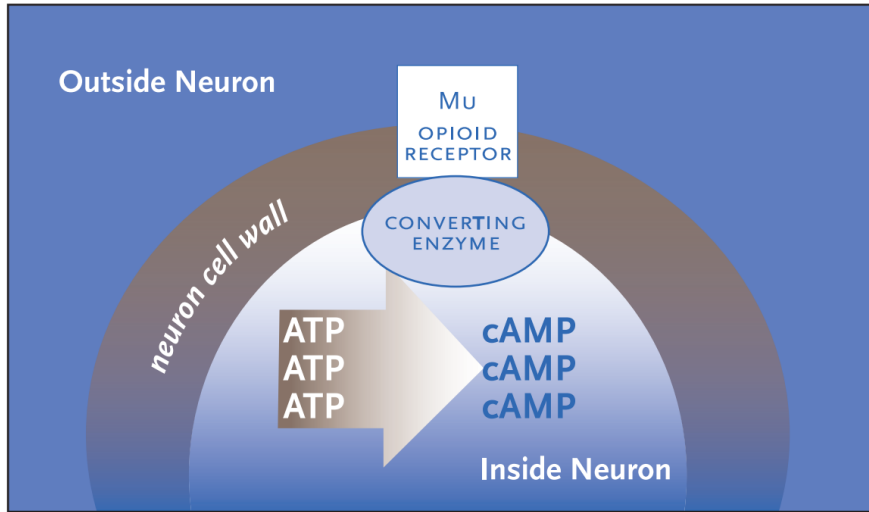 Outside Neuron
Mu
OPIOID
RECEPTOR
neuron cell wall
CONVERTING
ENZYME
ATP cAMP
ATP cAMP
ATP cAMP
Inside Neuron